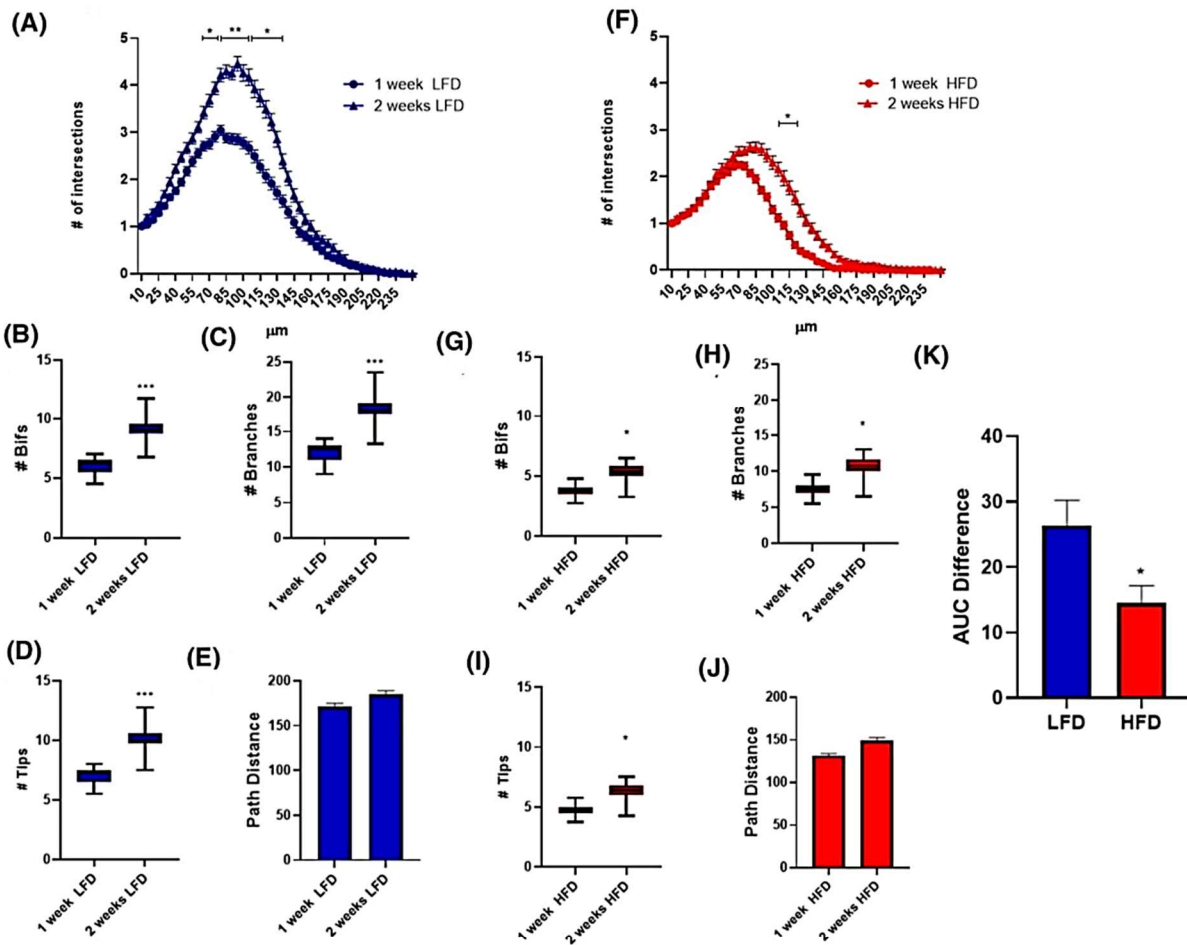 (A)
* ** *
5
4
3
2
1
0
# of intersections
1 week LFD
2 weeks LFD
10 25 40 55 70 85 100 115 130 145 160 175 190 205 220 235
μm
(F)
*
5
4
3
2
1
0
# of intersections
1 week HFD
2 weeks HFD
10 25 40 55 70 85 100 115 130 145 160 175 190 205 220 235
μm
(B)
***
15
10
5
0
# Bifs
1 week LFD
2 weeks LFD
(C)
***
25
20
15
10
5
0
# Branches
1 week LFD
2 weeks LFD
(G)
*
15
10
5
0
# Bifs
1 week HFD
2 weeks HFD
(H)
*
25
20
15
10
5
0
# Branches
1 week HFD
2 weeks HFD
(K)
*
40
30
20
10
0
AUC Difference
LFD HFD
(D)
***
15
10
5
0
# Tips
1 week LFD
2 weeks LFD
(E)
200
150
100
50
0
Path Distance
1 week LFD
2 weeks LFD
(I)
*
15
10
5
0
# Tips
1 week HFD
2 weeks HFD
(J)
200
150
100
50
0
Path Distance
1 week HFD
2 weeks HFD